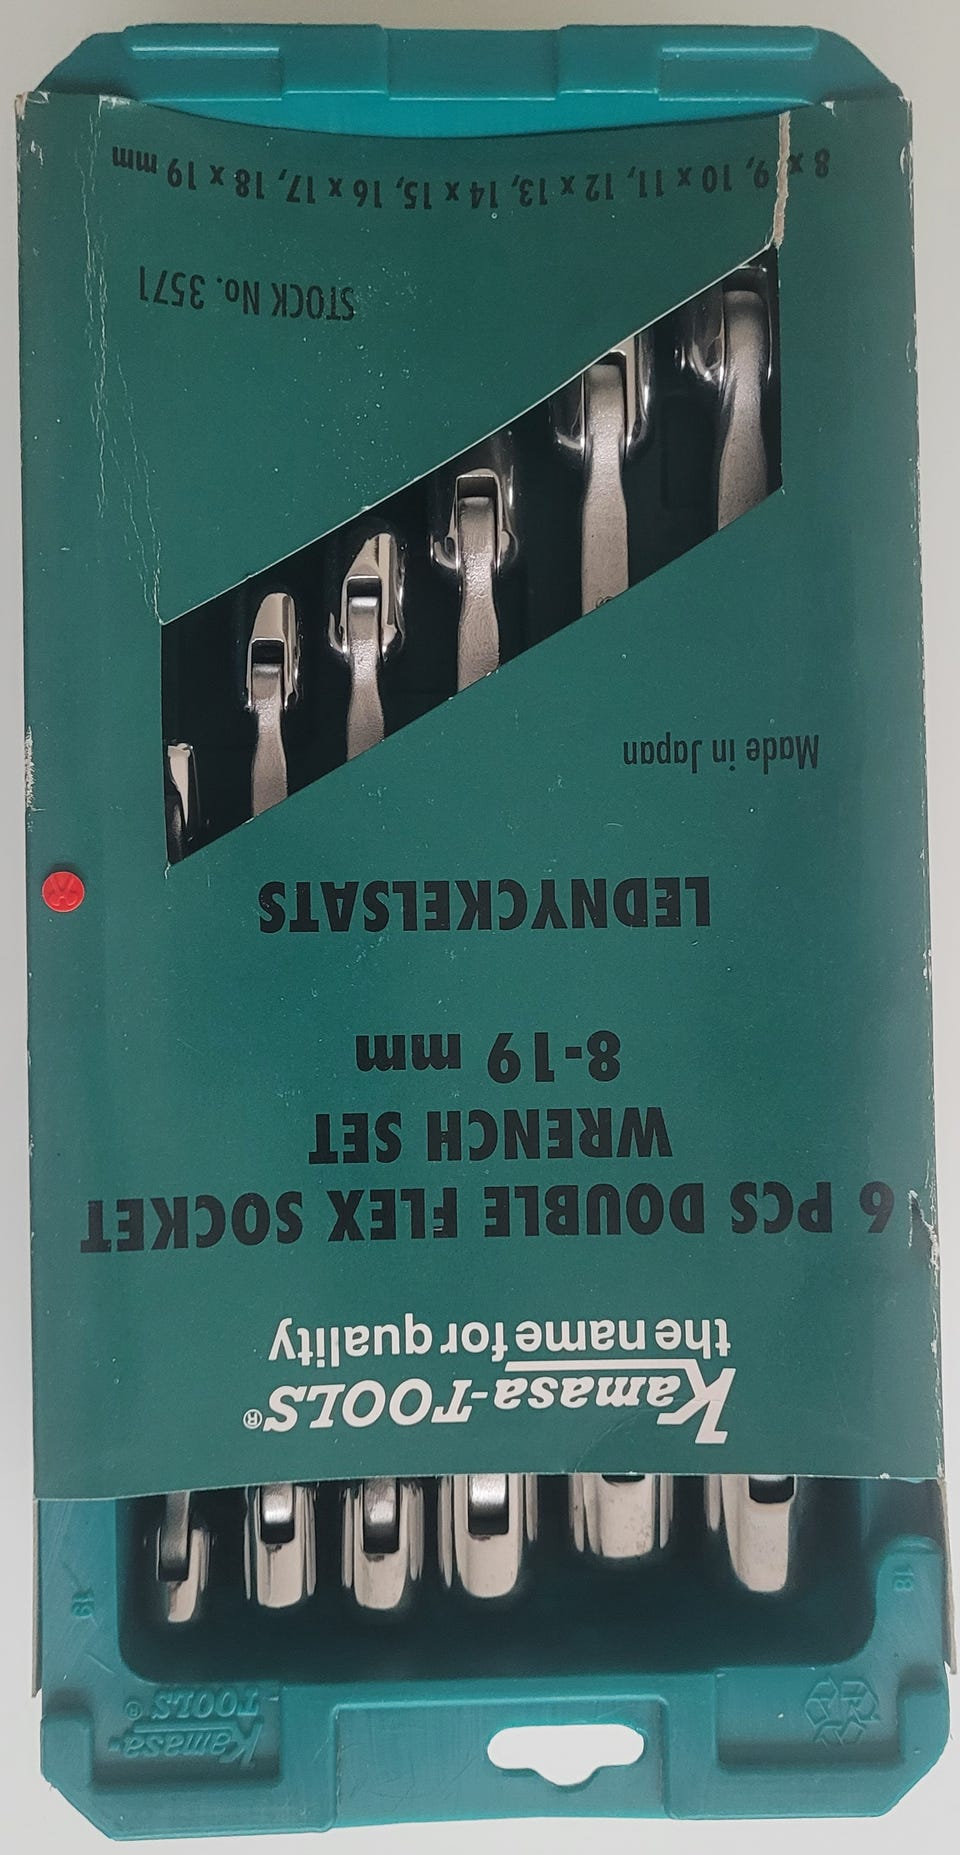 Kamasa-TOOLS®
the name for quality
6 PCS DOUBLE FLEX SOCKET
WRENCH SET
8-19 mm
LEDNYCKELSATS
Made in Japan
STOCK No. 3571
8 x 9, 10 x 11, 12 x 13, 14 x 15, 16 x 17, 18 x 19 mm
18
19
Kamasa-
TOOLS®